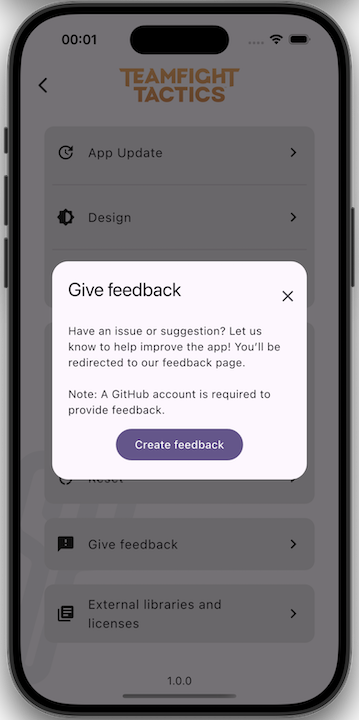 00:01
TEAMFIGHT
TACTICS
App Update
Design
Give feedback
Have an issue or suggestion? Let us
know to help improve the app! You'll be
redirected to our feedback page.
Note: A GitHub account is required to
provide feedback.
Create feedback
Reset
Give feedback
External libraries and
licenses
1.0.0